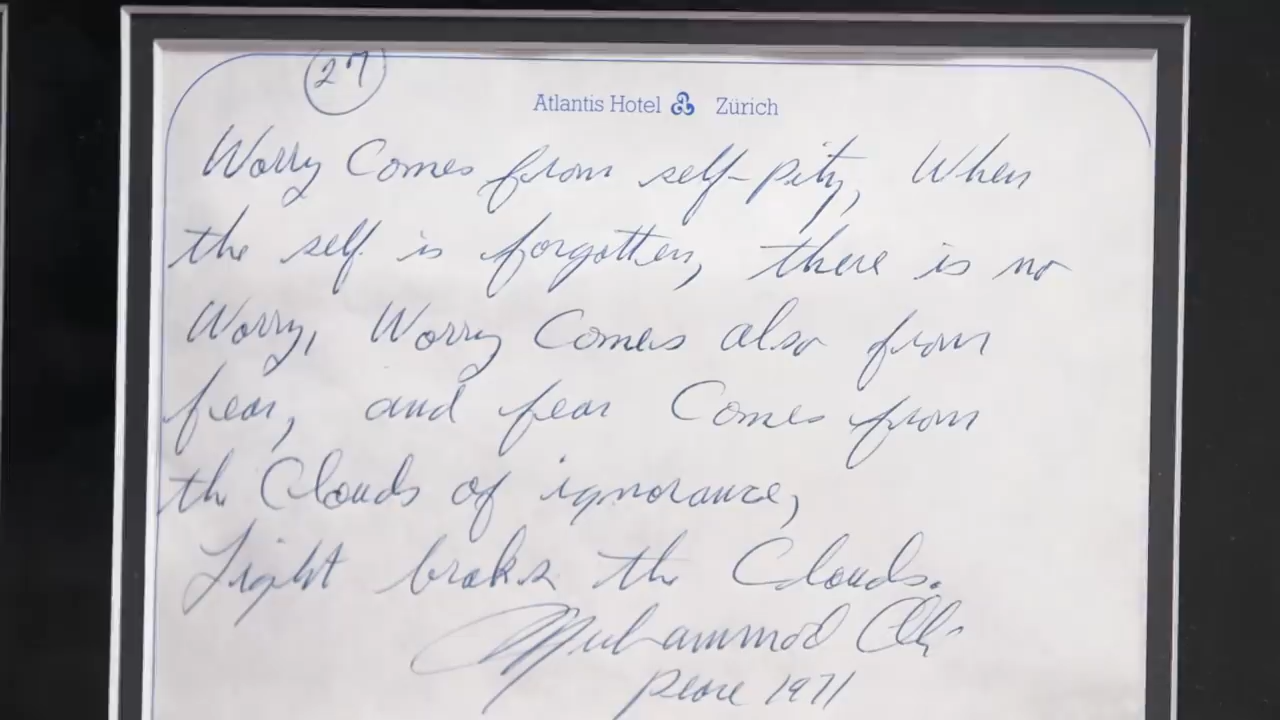 27
Atlantis Hotel Zürich
Worry Comes from self-pity, When
the self is forgotten, there is no
Worry, Worry Comes also from
fear, and fear Comes from
the Clouds of ignorance,
Light braks the Clouds.
Muhammad Ali
peace 1971